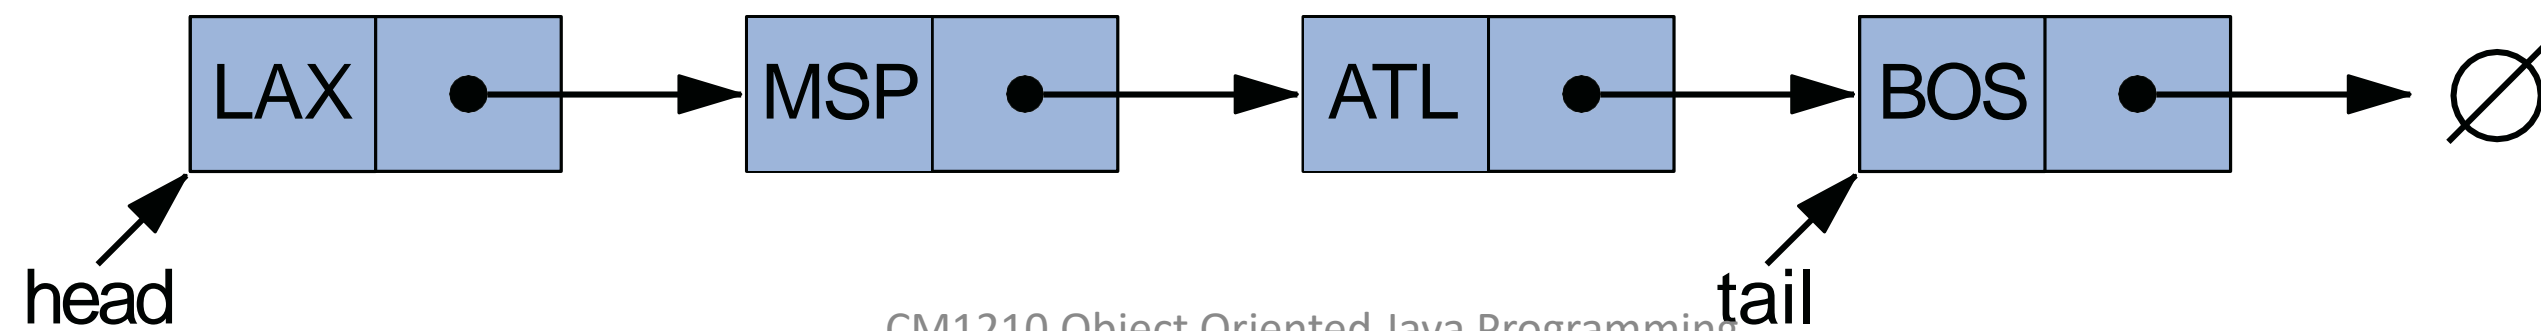 LAX MSP ATL BOS ∅
head tail
CM1210 Object Oriented Java Programming